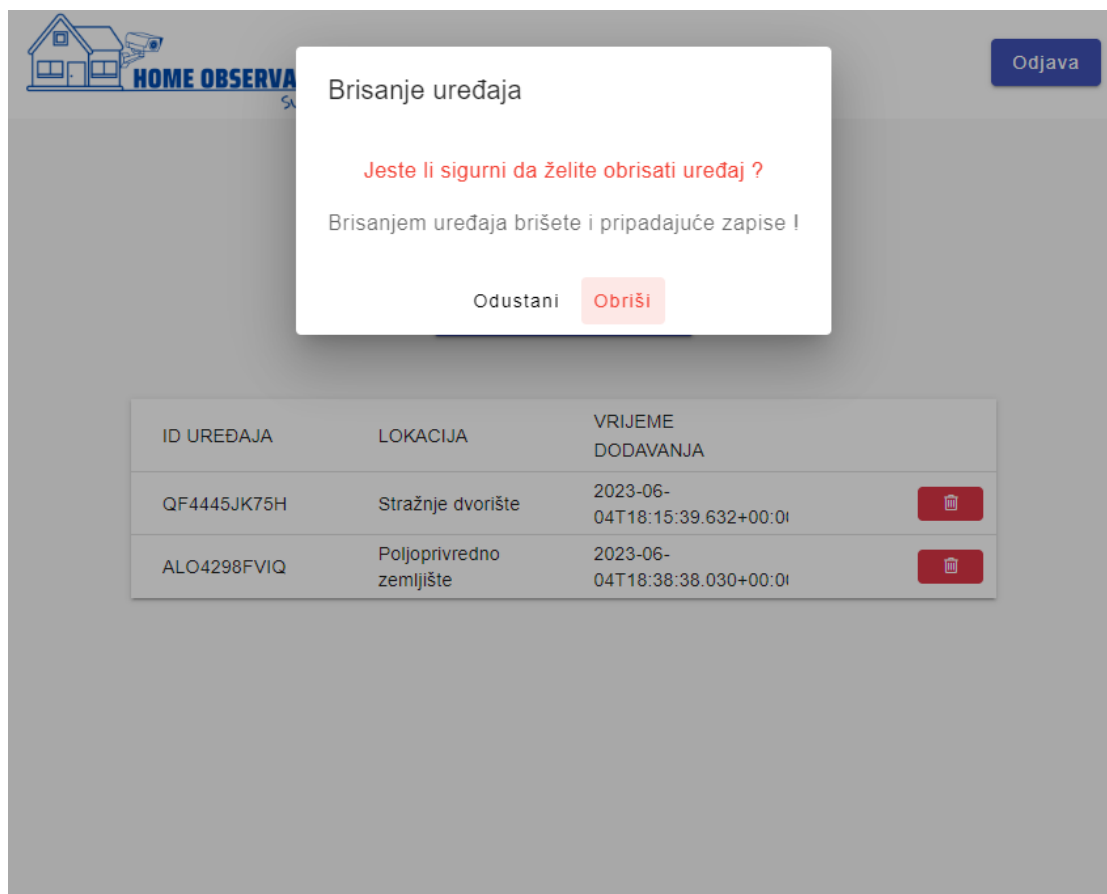 HOME OBSERVA
Odjava
Brisanje uređaja
Jeste li sigurni da želite obrisati uređaj ?
Brisanjem uređaja brišete i pripadajuće zapise !
Odustani
Obriši
ID UREĐAJA
LOKACIJA
VRIJEME
DODAVANJA
QF4445JK75H
Stražnje dvorište
2023-06-
04T18:15:39.632+00:0
ALO4298FVIQ
Poljoprivredno
zemljište
2023-06-
04T18:38:38.030+00:0